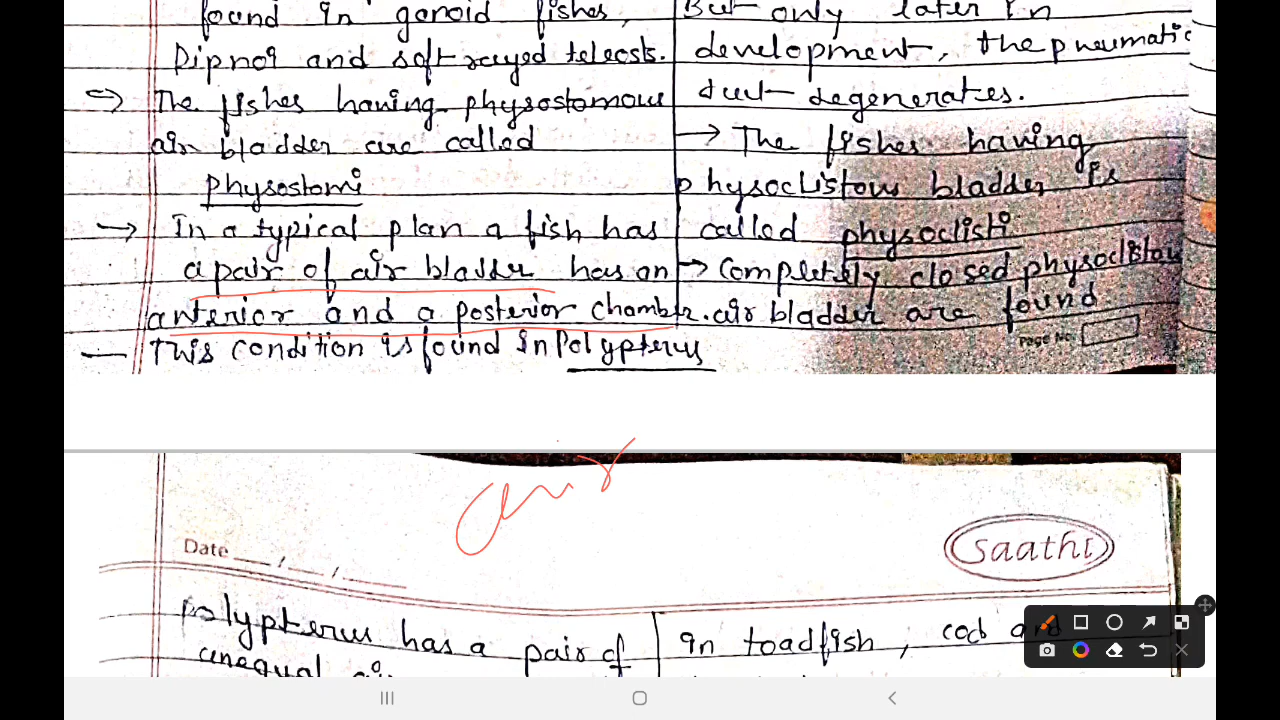 found in ganoid fishes,
Dipnoi and soft rayed teleosts.
The fishes having physostomous
air bladder are called
physostomi
In a typical plan a fish has
a pair of air bladder has an
anterior and a posterior chamber.
This condition is found in Polypterus
But only later in
development, the pneumatic
duct degenerates.
The fishes having
physoclistous bladder is
called physoclisti
completely closed physoclistous
air bladder are found
Page No
Date
Saathi
polypterus has a pair of
unequal
in toadfish, cod and